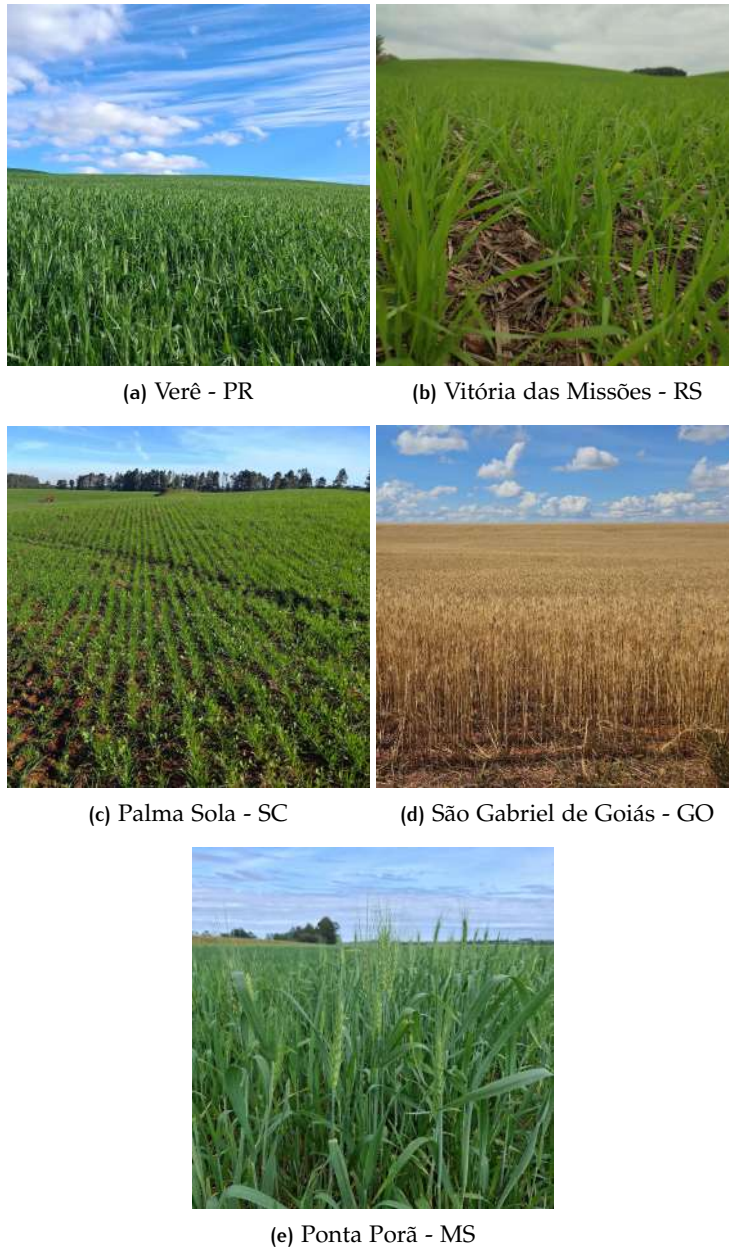 (a) Verê - PR
(b) Vitória das Missões - RS
(c) Palma Sola - SC
(d) São Gabriel de Goiás - GO
(e) Ponta Porã - MS